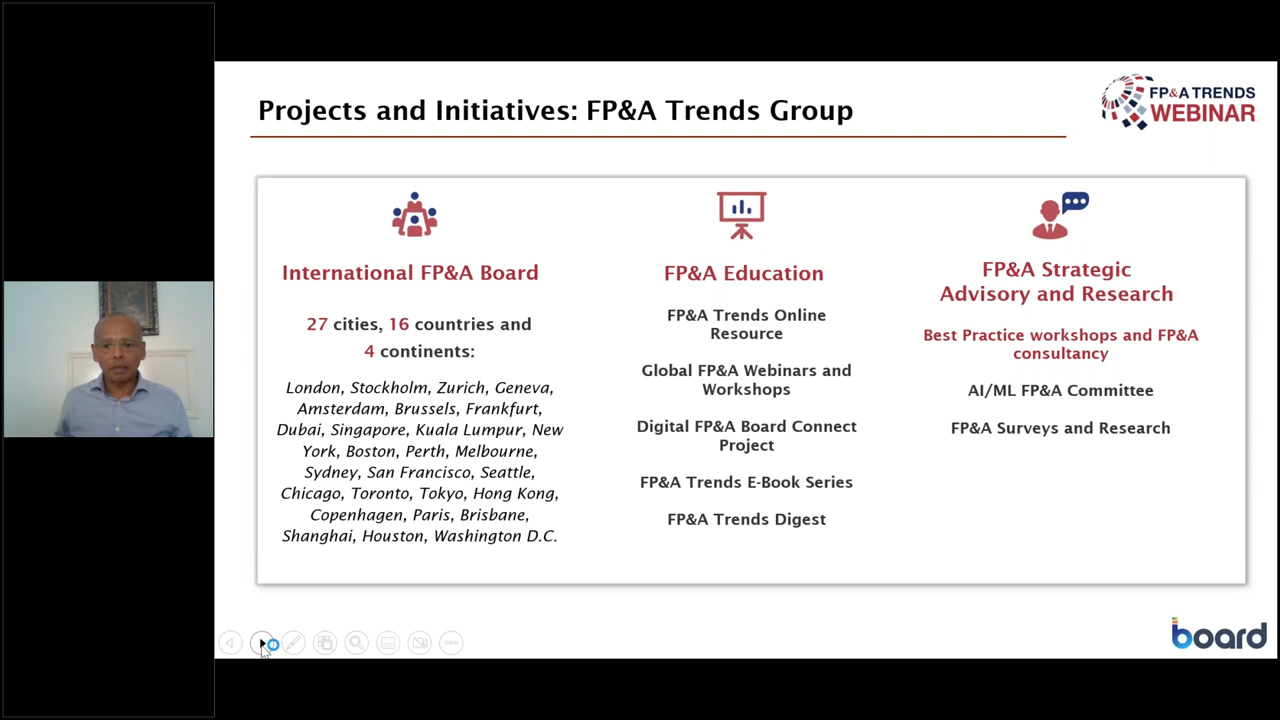 Projects and Initiatives: FP&A Trends Group
FP&A TRENDS
WEBINAR
International FP&A Board
27 cities, 16 countries and
4 continents:
London, Stockholm, Zurich, Geneva,
Amsterdam, Brussels, Frankfurt,
Dubai, Singapore, Kuala Lumpur, New
York, Boston, Perth, Melbourne,
Sydney, San Francisco, Seattle,
Chicago, Toronto, Tokyo, Hong Kong,
Copenhagen, Paris, Brisbane,
Shanghai, Houston, Washington D.C.
FP&A Education
FP&A Trends Online
Resource
Global FP&A Webinars and
Workshops
Digital FP&A Board Connect
Project
FP&A Trends E-Book Series
FP&A Trends Digest
FP&A Strategic
Advisory and Research
Best Practice workshops and FP&A
consultancy
AI/ML FP&A Committee
FP&A Surveys and Research
board